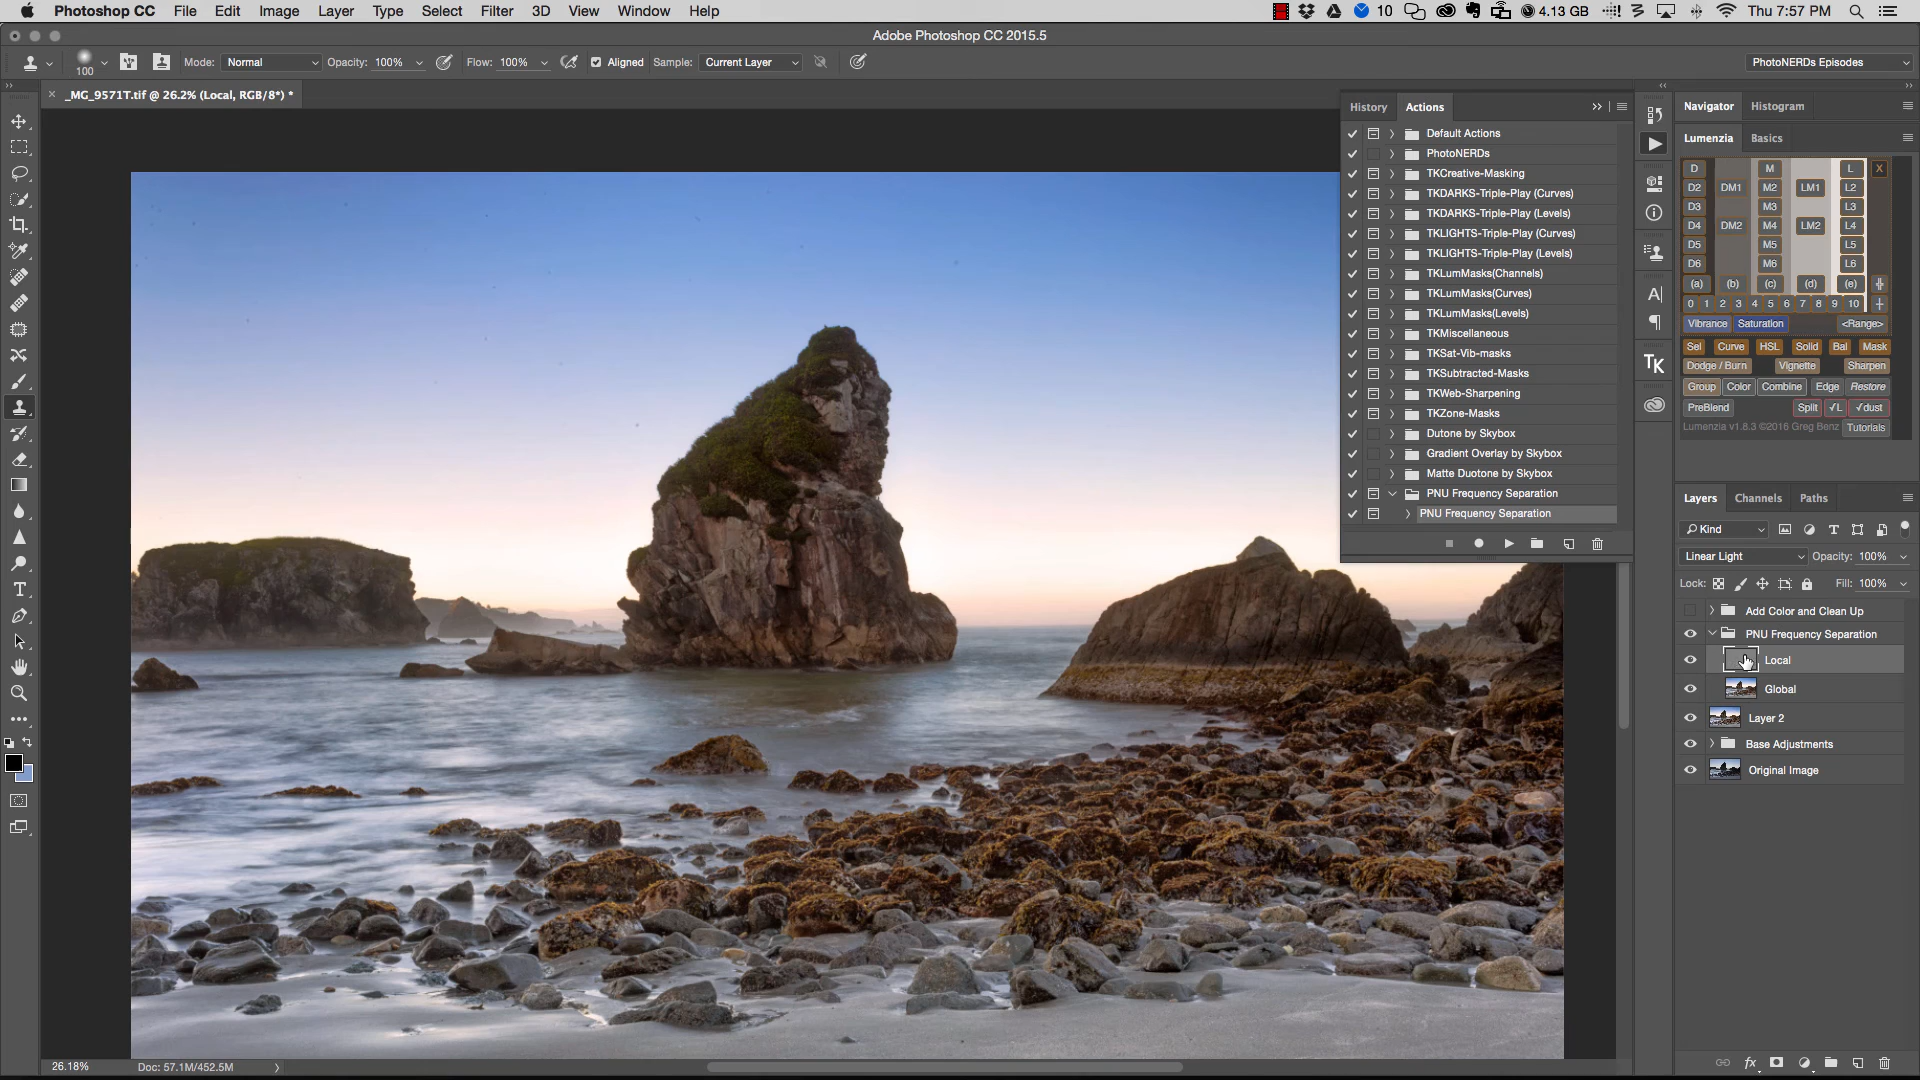 Photoshop CC File Edit Image Layer Type Select Filter 3D View Window Help 10 4.13 GB Thu 7:57 PM
Adobe Photoshop CC 2015.5
100 Mode: Normal Opacity: 100% Flow: 100% Aligned Sample: Current Layer PhotoNERDs Episodes
_MG_9571T.tif @ 26.2% (Local, RGB/8*) *
History Actions
Default Actions
PhotoNERDs
TKCreative-Masking
TKDARKS-Triple-Play (Curves)
TKDARKS-Triple-Play (Levels)
TKLIGHTS-Triple-Play (Curves)
TKLIGHTS-Triple-Play (Levels)
TKLumMasks(Channels)
TKLumMasks(Curves)
TKLumMasks(Levels)
TKMiscellaneous
TKSat-Vib-masks
TKSubtracted-Masks
TKWeb-Sharpening
TKZone-Masks
Dutone by Skybox
Gradient Overlay by Skybox
Matte Duotone by Skybox
PNU Frequency Separation
PNU Frequency Separation
TK
Navigator Histogram
Lumenzia Basics
D M L X
D2 DM1 M2 LM1 L2
D3 M3 L3
D4 DM2 M4 LM2 L4
D5 M5 L5
D6 M6 L6
(a) (b) (c) (d) (e)
0 1 2 3 4 5 6 7 8 9 10
Vibrance Saturation <Range>
Sel Curve HSL Solid Bal Mask
Dodge / Burn Vignette Sharpen
Group Color Combine Edge Restore
PreBlend Split √L √dust
Lumenzia v1.8.3 ©2016 Greg Benz Tutorials
Layers Channels Paths
Kind
Linear Light Opacity: 100%
Lock: Fill: 100%
Add Color and Clean Up
PNU Frequency Separation
Local
Global
Layer 2
Base Adjustments
Original Image
26.18% Doc: 57.1M/452.5M